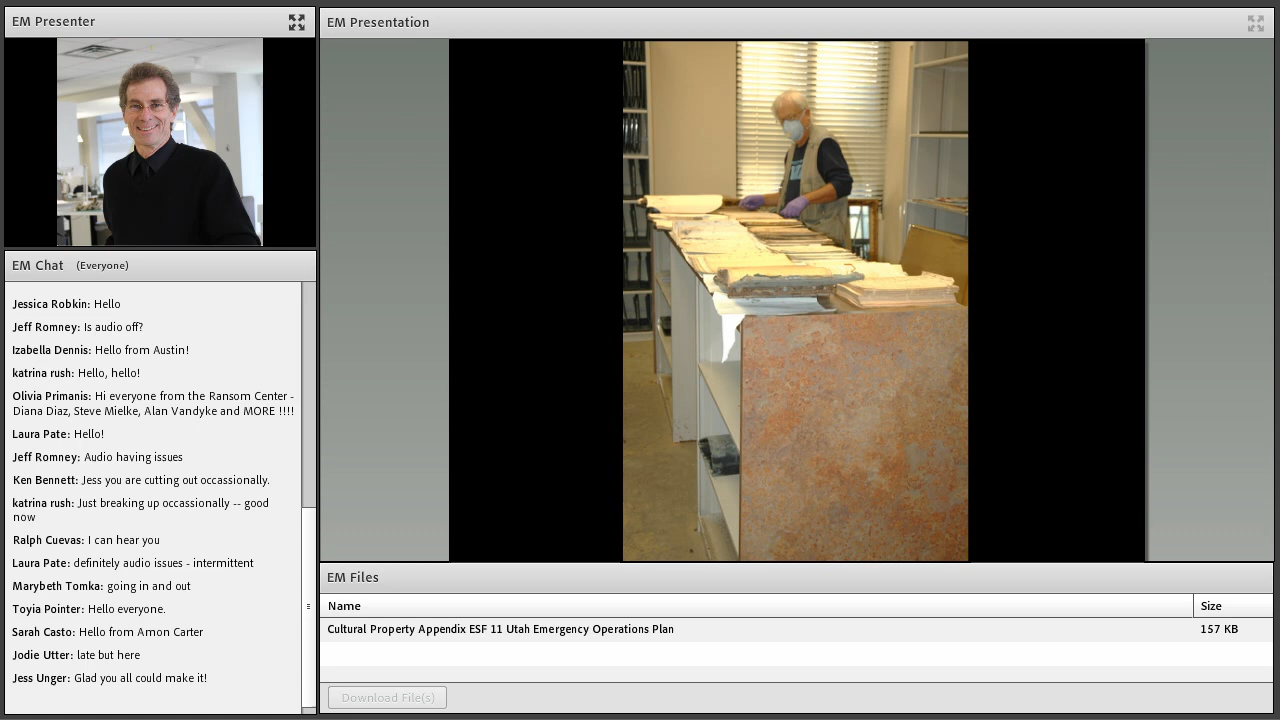 EM Presenter
EM Presentation
EM Chat (Everyone)
Jessica Robkin: Hello
Jeff Romney: Is audio off?
Izabella Dennis: Hello from Austin!
katrina rush: Hello, hello!
Olivia Primanis: Hi everyone from the Ransom Center -
Diana Diaz, Steve Mielke, Alan Vandyke and MORE !!!!
Laura Pate: Hello!
Jeff Romney: Audio having issues
Ken Bennett: Jess you are cutting out occassionally.
katrina rush: Just breaking up occassionally -- good
now
Ralph Cuevas: I can hear you
Laura Pate: definitely audio issues - intermittent
Marybeth Tomka: going in and out
Toyia Pointer: Hello everyone.
Sarah Casto: Hello from Amon Carter
Jodie Utter: late but here
Jess Unger: Glad you all could make it!
EM Files
Name Size
Cultural Property Appendix ESF 11 Utah Emergency Operations Plan 157 KB
Download File(s)